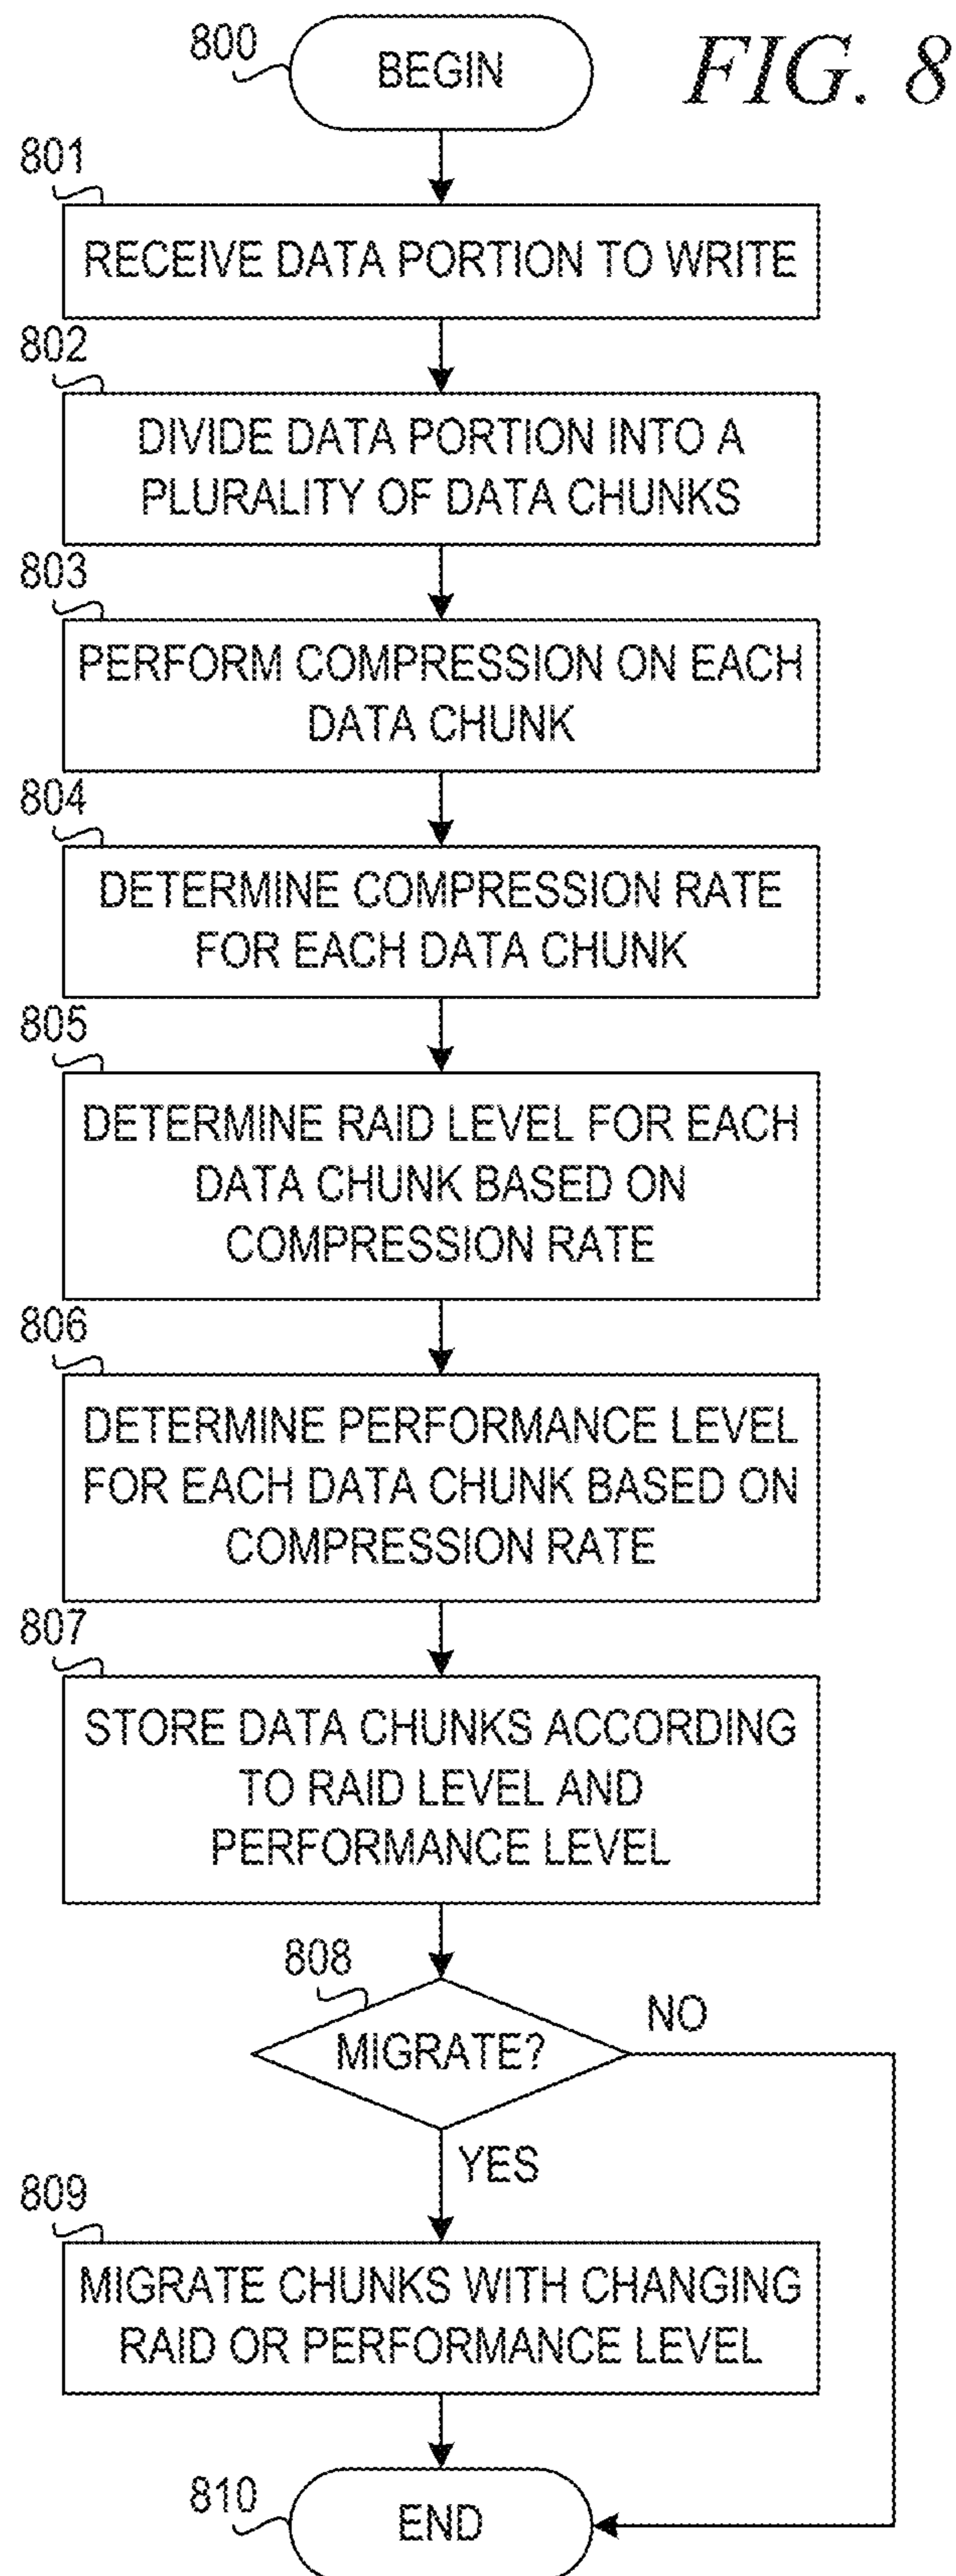 FIG. 8
800
BEGIN
801
RECEIVE DATA PORTION TO WRITE
802
DIVIDE DATA PORTION INTO A
PLURALITY OF DATA CHUNKS
803
PERFORM COMPRESSION ON EACH
DATA CHUNK
804
DETERMINE COMPRESSION RATE
FOR EACH DATA CHUNK
805
DETERMINE RAID LEVEL FOR EACH
DATA CHUNK BASED ON
COMPRESSION RATE
806
DETERMINE PERFORMANCE LEVEL
FOR EACH DATA CHUNK BASED ON
COMPRESSION RATE
807
STORE DATA CHUNKS ACCORDING
TO RAID LEVEL AND
PERFORMANCE LEVEL
808
MIGRATE?
NO
YES
809
MIGRATE CHUNKS WITH CHANGING
RAID OR PERFORMANCE LEVEL
810
END